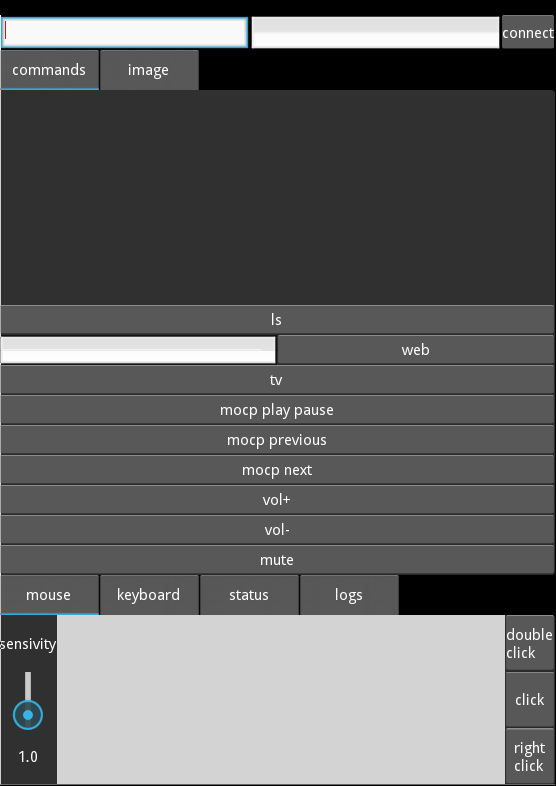 connect
commands
image
ls
web
tv
mocp play pause
mocp previous
mocp next
vol+
vol-
mute
mouse
keyboard
status
logs
sensivity
1.0
double
click
click
right
click